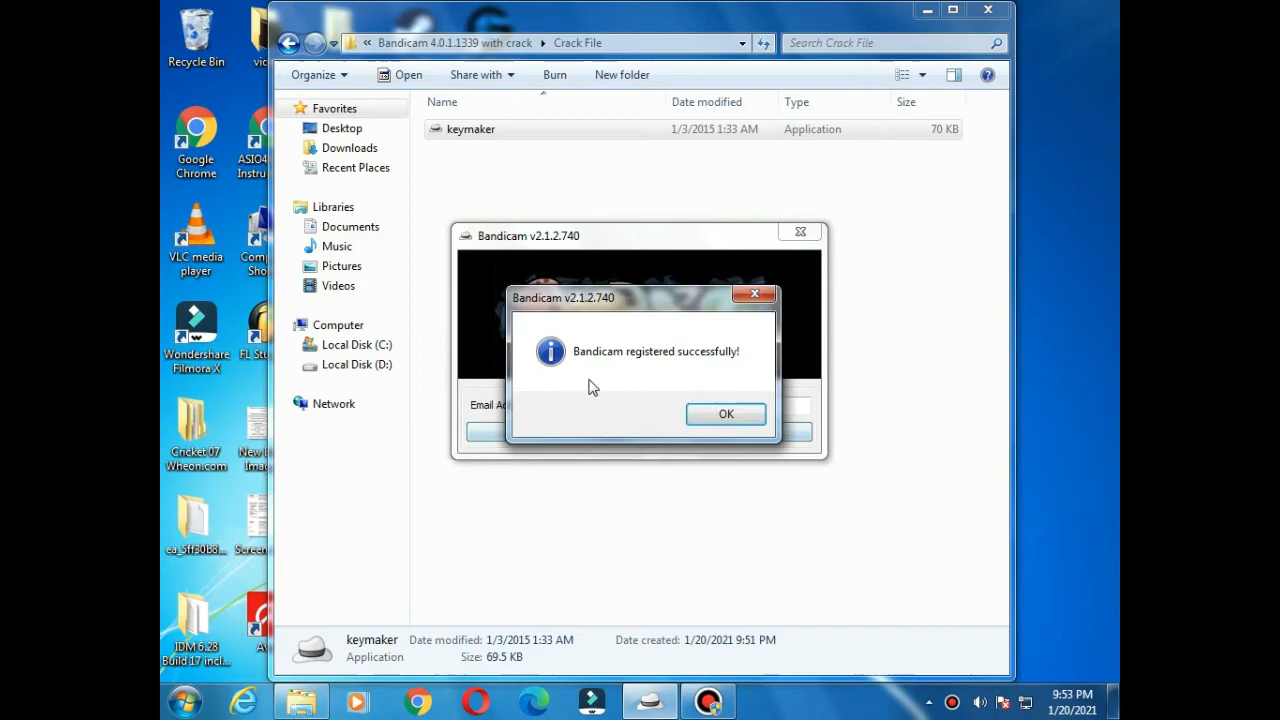 Recycle Bin
vid
Google Chrome
ASIO4
Instruc
VLC media player
Comp
Sho
Wondershare Filmora X
FL Stu
Cricket 07 Wheon.com
New B
Imag
ea_5ff30b8...
Screen
IDM 6.28 Build 17 incl...
Av
« Bandicam 4.0.1.1339 with crack ▸ Crack File
Search Crack File
Organize Open Share with Burn New folder
Favorites
Desktop
Downloads
Recent Places
Libraries
Documents
Music
Pictures
Videos
Computer
Local Disk (C:)
Local Disk (D:)
Network
Name Date modified Type Size
keymaker 1/3/2015 1:33 AM Application 70 KB
Bandicam v2.1.2.740
Bandicam v2.1.2.740
Bandicam registered successfully!
Email Ad
OK
keymaker Date modified: 1/3/2015 1:33 AM Date created: 1/20/2021 9:51 PM
Application Size: 69.5 KB
9:53 PM
1/20/2021